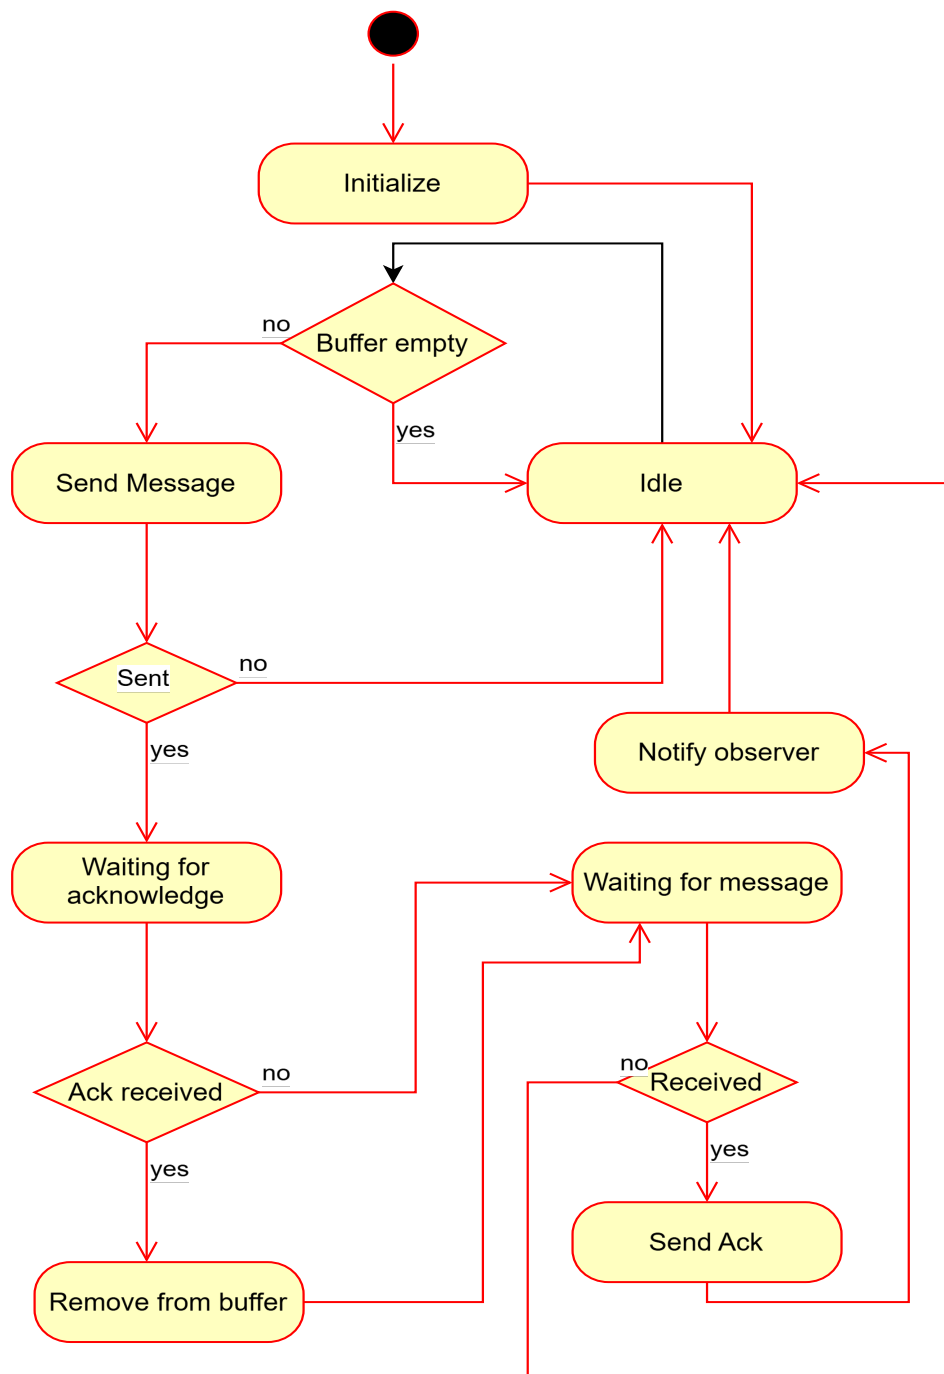 Initialize
no
Buffer empty
yes
Send Message
Idle
Sent
no
yes
Notify observer
Waiting for
acknowledge
Waiting for message
Ack received
no
no
Received
yes
yes
Send Ack
Remove from buffer